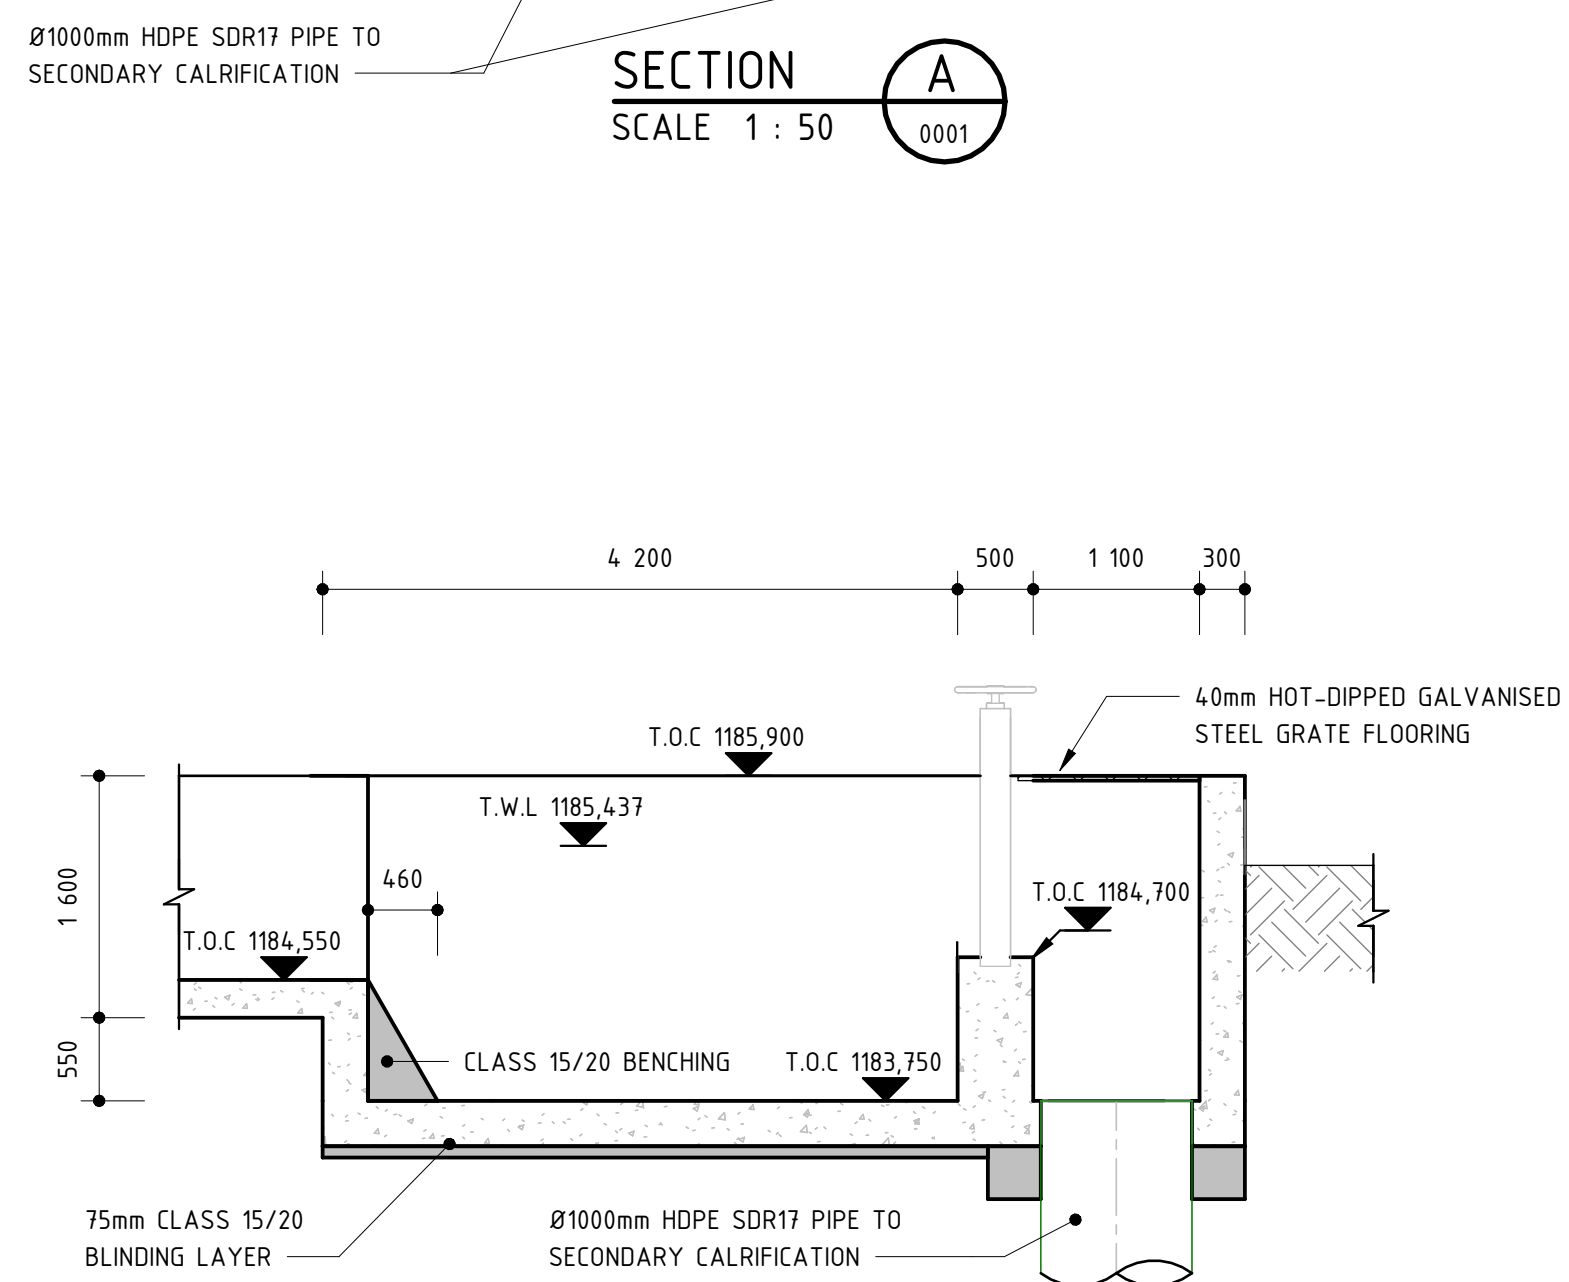 Ø1000mm HDPE SDR17 PIPE TO
SECONDARY CALRIFICATION
SECTION
A
SCALE 1 : 50
0001
4 200
500
1 100
300
40mm HOT-DIPPED GALVANISED
STEEL GRATE FLOORING
T.O.C 1185,900
T.W.L 1185,437
460
1 600
T.O.C 1184,700
T.O.C 1184,550
550
CLASS 15/20 BENCHING
T.O.C 1183,750
75mm CLASS 15/20
BLINDING LAYER
Ø1000mm HDPE SDR17 PIPE TO
SECONDARY CALRIFICATION